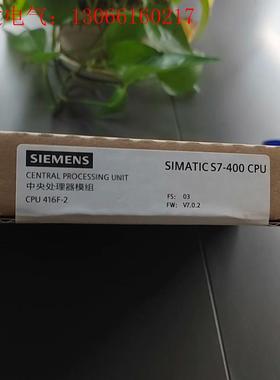 电气：13066160217
SIEMENS
SIMATIC S7-400 CPU
CENTRAL PROCESSING UNIT
中央处理器模组
CPU 416F-2
FS: 03
FW: V7.0.2